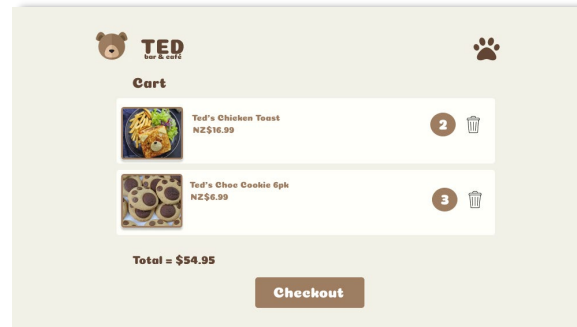 TED
bar & café
Cart
Ted's Chicken Toast
NZ$16.99
2
Ted's Choc Cookie 6pk
NZ$6.99
3
Total = $54.95
Checkout